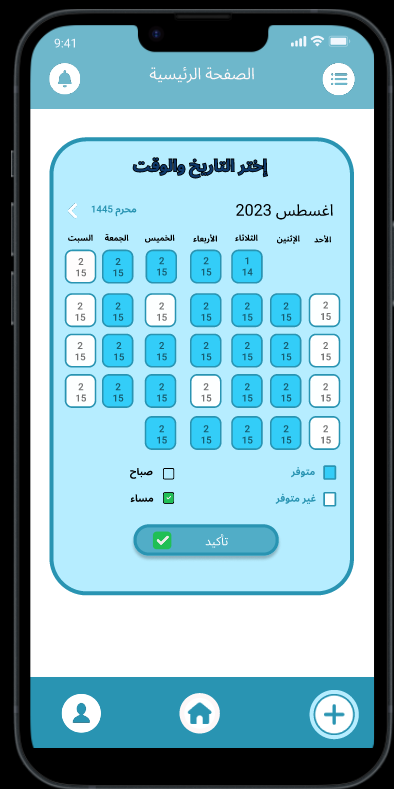 9:41
الصفحة الرئيسية
إختر التاريخ والوقت
اغسطس 2023 محرم 1445
الأحد الإثنين الثلاثاء الأربعاء الخميس الجمعة السبت
1 2 2 2 2
14 15 15 15 15
2 2 2 2 2 2 2
15 15 15 15 15 15 15
2 2 2 2 2 2 2
15 15 15 15 15 15 15
2 2 2 2 2 2 2
15 15 15 15 15 15 15
2 2 2 2 2
15 15 15 15 15
متوفر صباح
غير متوفر مساء
تأكيد